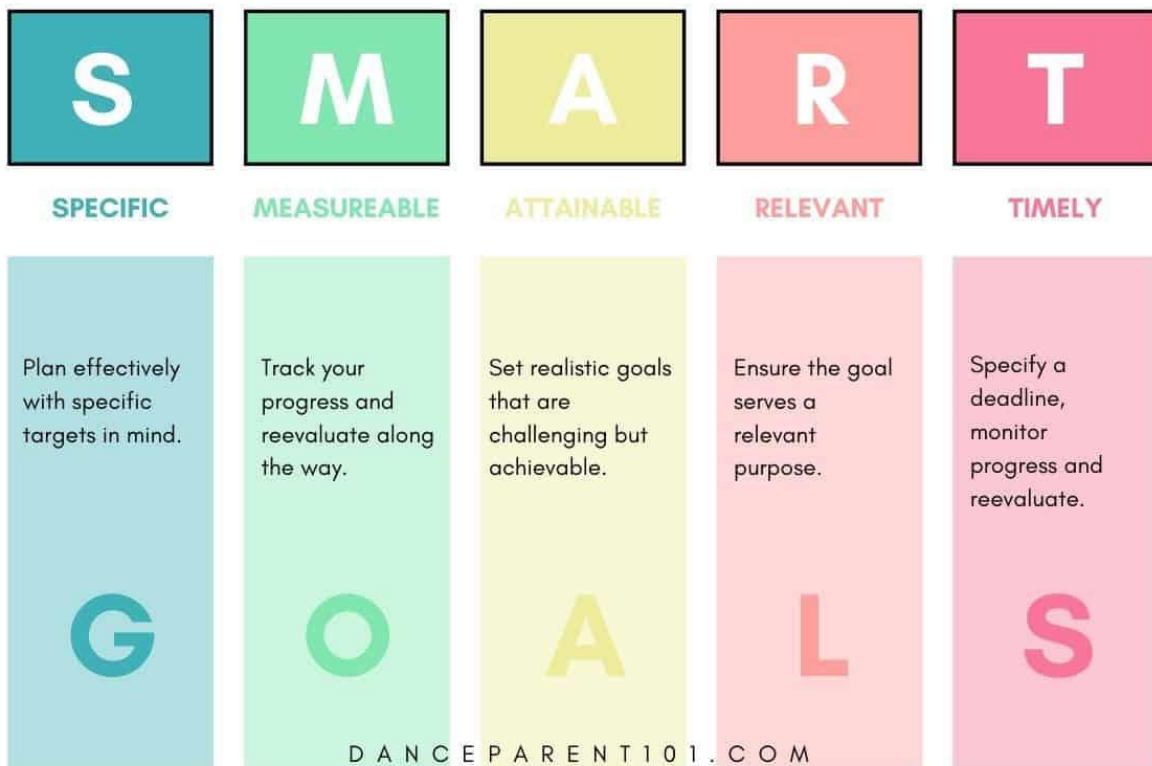 S M A R T
SPECIFIC MEASUREABLE ATTAINABLE RELEVANT TIMELY
Plan effectively
with specific
targets in mind.
Track your
progress and
reevaluate along
the way.
Set realistic goals
that are
challenging but
achievable.
Ensure the goal
serves a
relevant
purpose.
Specify a
deadline,
monitor
progress and
reevaluate.
G O A L S
DANCEPARENT101.COM